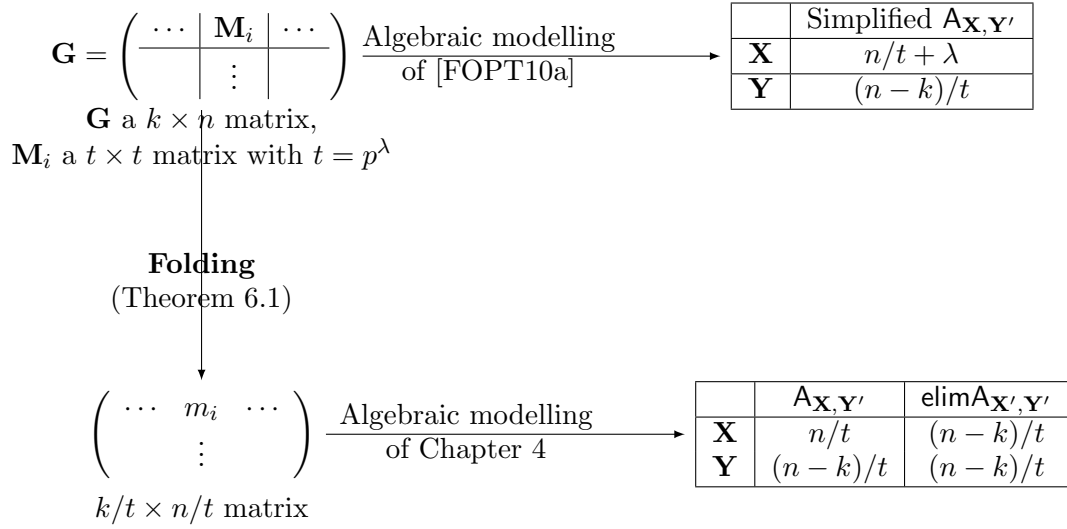 G = ( ⋯ | M_i | ⋯ ) Algebraic modelling of [FOPT10a]
⋮
Simplified A_{X,Y′}
X n/t + λ
Y (n − k)/t
G a k × n matrix,
M_i a t × t matrix with t = p^λ
Folding
(Theorem 6.1)
( ⋯ m_i ⋯ ) Algebraic modelling of Chapter 4
⋮
A_{X,Y′} elimA_{X′,Y′}
X n/t (n − k)/t
Y (n − k)/t (n − k)/t
k/t × n/t matrix